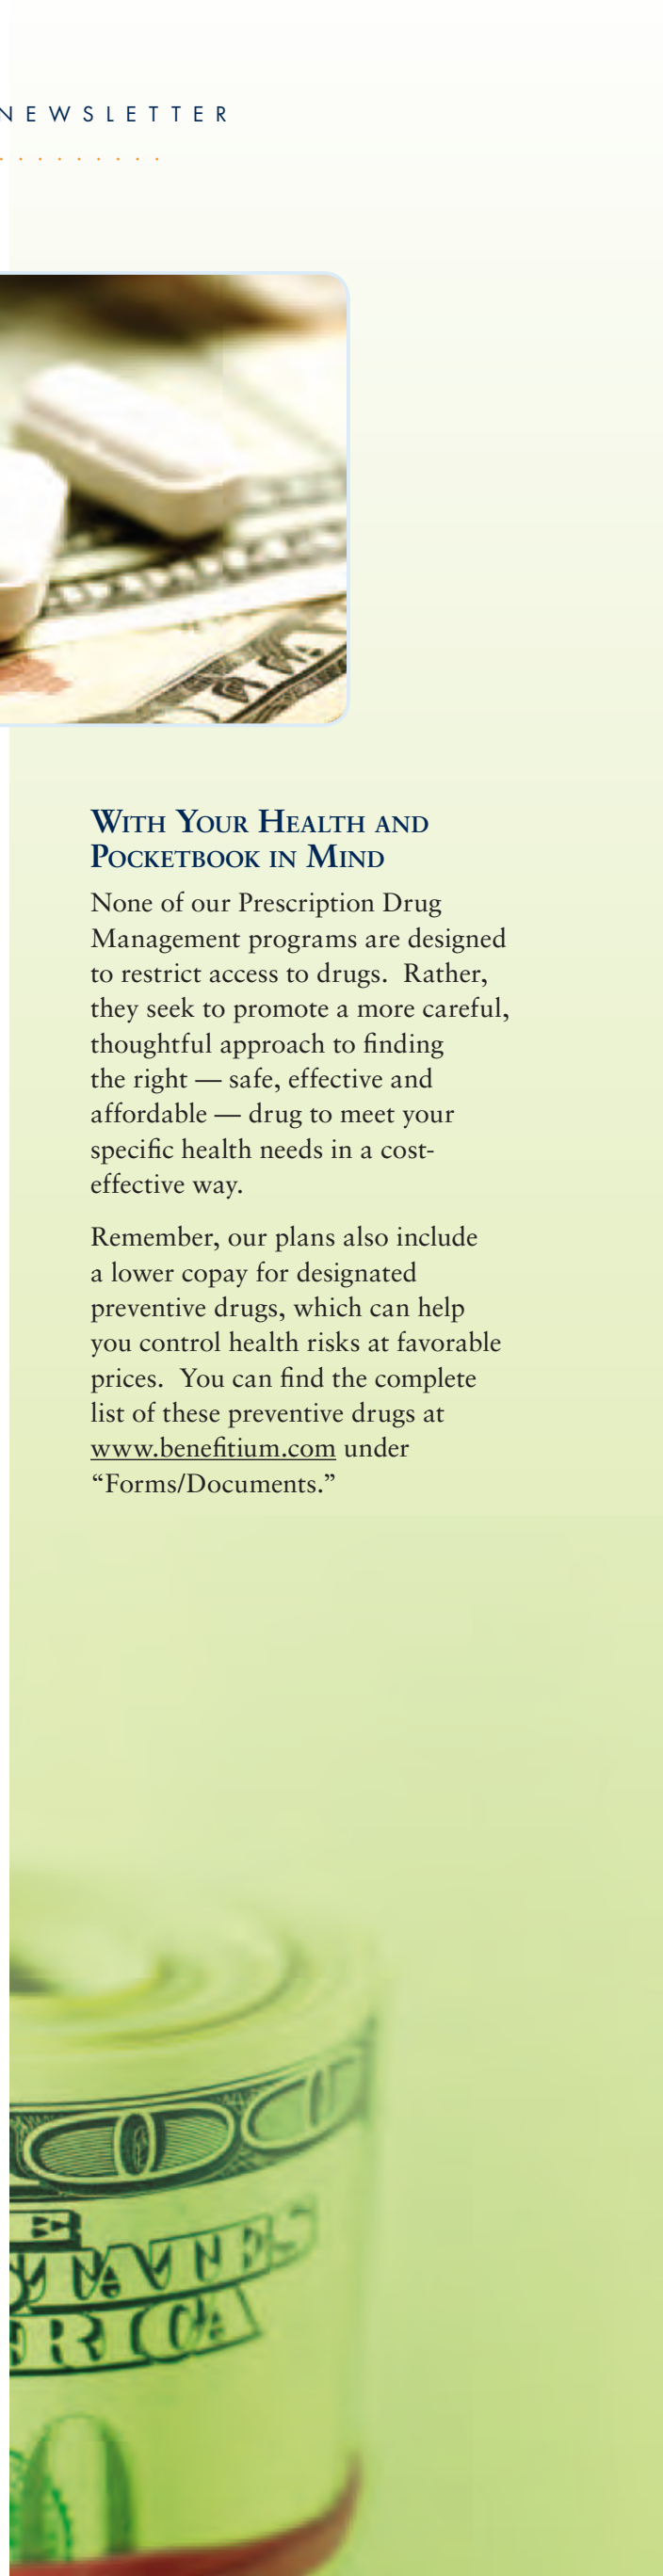 NEWSLETTER
With Your Health and
Pocketbook in Mind
None of our Prescription Drug
Management programs are designed
to restrict access to drugs.  Rather,
they seek to promote a more careful,
thoughtful approach to finding
the right — safe, effective and
affordable — drug to meet your
specific health needs in a cost-
effective way.
Remember, our plans also include
a lower copay for designated
preventive drugs, which can help
you control health risks at favorable
prices.  You can find the complete
list of these preventive drugs at
www.benefitium.com under
“Forms/Documents.”
STATES